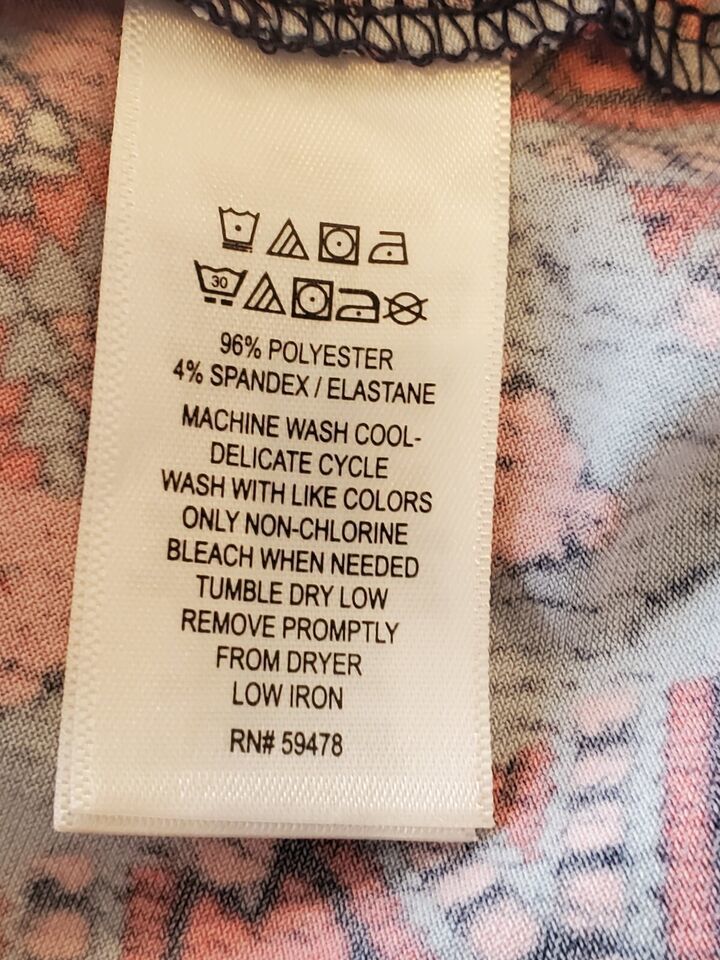 30
96% POLYESTER
4% SPANDEX / ELASTANE
MACHINE WASH COOL-
DELICATE CYCLE
WASH WITH LIKE COLORS
ONLY NON-CHLORINE
BLEACH WHEN NEEDED
TUMBLE DRY LOW
REMOVE PROMPTLY
FROM DRYER
LOW IRON
RN# 59478